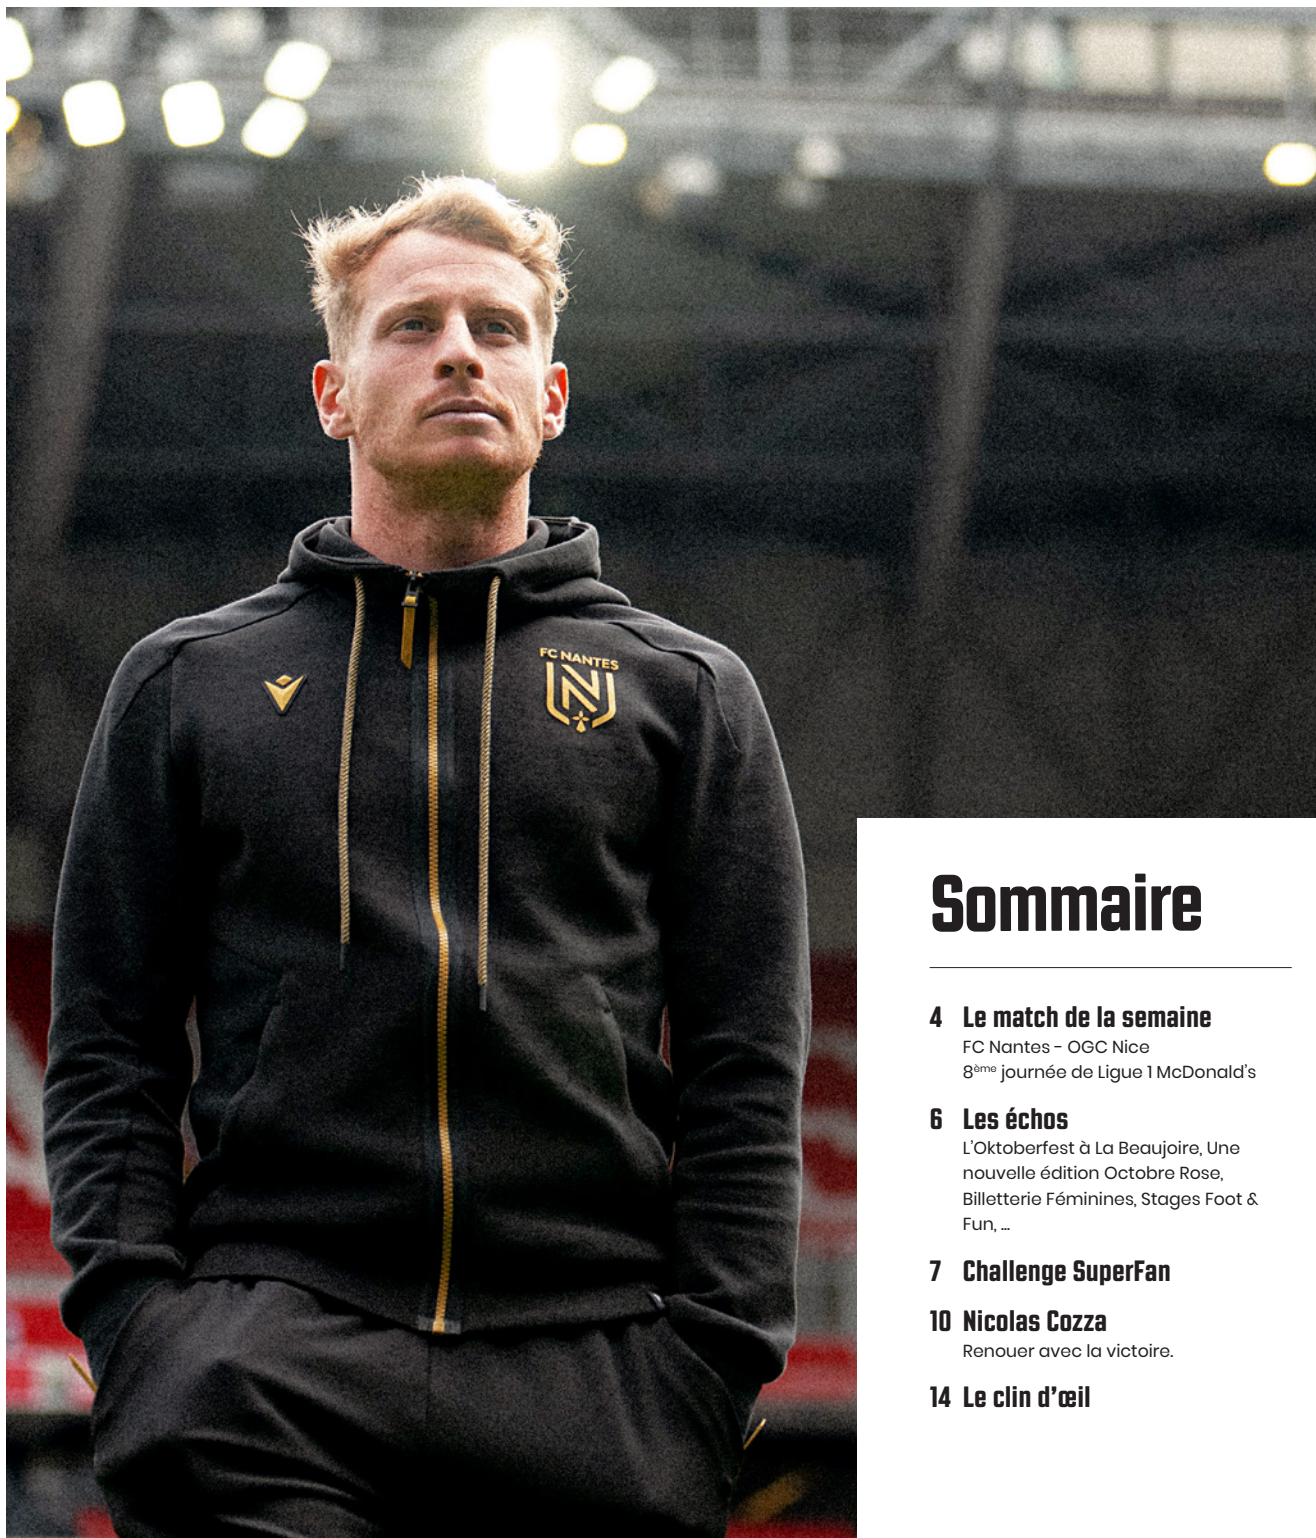 FC NANTES
Sommaire
4 Le match de la semaine
FC Nantes - OGC Nice
8ème journée de Ligue 1 McDonald's
6 Les échos
L'Oktoberfest à La Beaujoire, Une
nouvelle édition Octobre Rose,
Billetterie Féminines, Stages Foot &
Fun, ...
7 Challenge SuperFan
10 Nicolas Cozza
Renouer avec la victoire.
14 Le clin d'œil